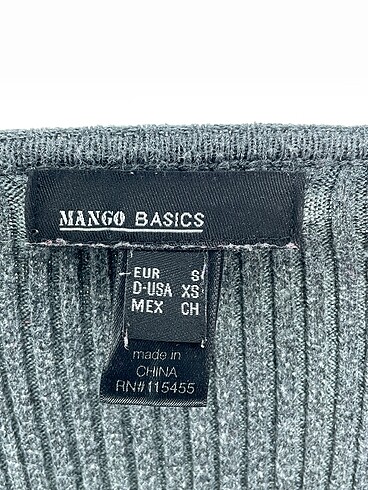 MANGO BASICS
EUR S
D-USA XS
MEX CH
made in
CHINA
RN#115455